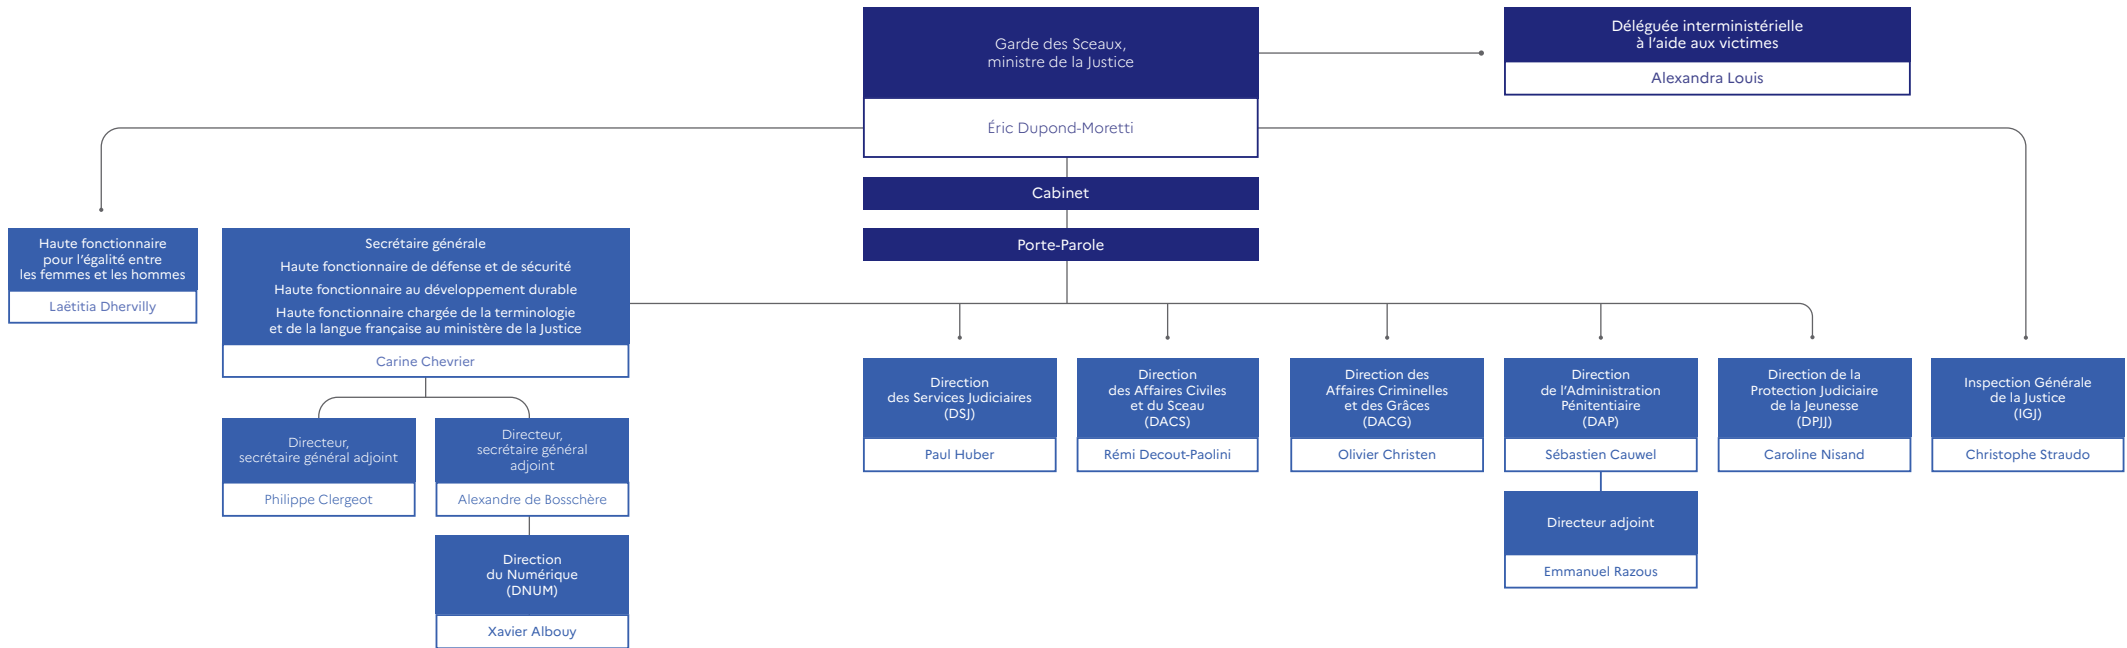 Garde des Sceaux,
ministre de la Justice
Éric Dupond-Moretti
Déléguée interministérielle
à l'aide aux victimes
Alexandra Louis
Cabinet
Porte-Parole
Haute fonctionnaire
pour l'égalité entre
les femmes et les hommes
Laëtitia Dhervilly
Secrétaire générale
Haute fonctionnaire de défense et de sécurité
Haute fonctionnaire au développement durable
Haute fonctionnaire chargée de la terminologie
et de la langue française au ministère de la Justice
Carine Chevrier
Directeur,
secrétaire général adjoint
Philippe Clergeot
Directeur,
secrétaire général
adjoint
Alexandre de Bosschère
Direction
du Numérique
(DNUM)
Xavier Albouy
Direction
des Services Judiciaires
(DSJ)
Paul Huber
Direction
des Affaires Civiles
et du Sceau
(DACS)
Rémi Decout-Paolini
Direction des
Affaires Criminelles
et des Grâces
(DACG)
Olivier Christen
Direction
de l'Administration
Pénitentiaire
(DAP)
Sébastien Cauwel
Directeur adjoint
Emmanuel Razous
Direction de la
Protection Judiciaire
de la Jeunesse
(DPJJ)
Caroline Nisand
Inspection Générale
de la Justice
(IGJ)
Christophe Straudo